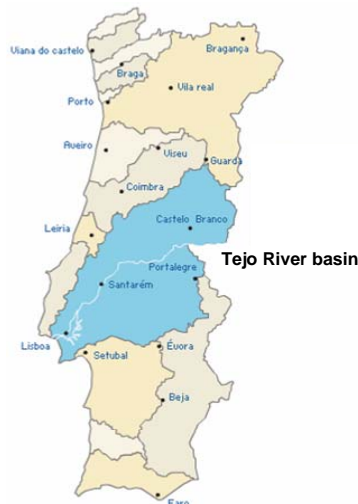 Viana do castelo
Bragança
Braga
Vila real
Porto
Aveiro
Viseu
Guarda
Coimbra
Castelo Branco
Leiria
Tejo River basin
Portalegre
Santarém
Lisboa
Setubal
Évora
Beja
Faro